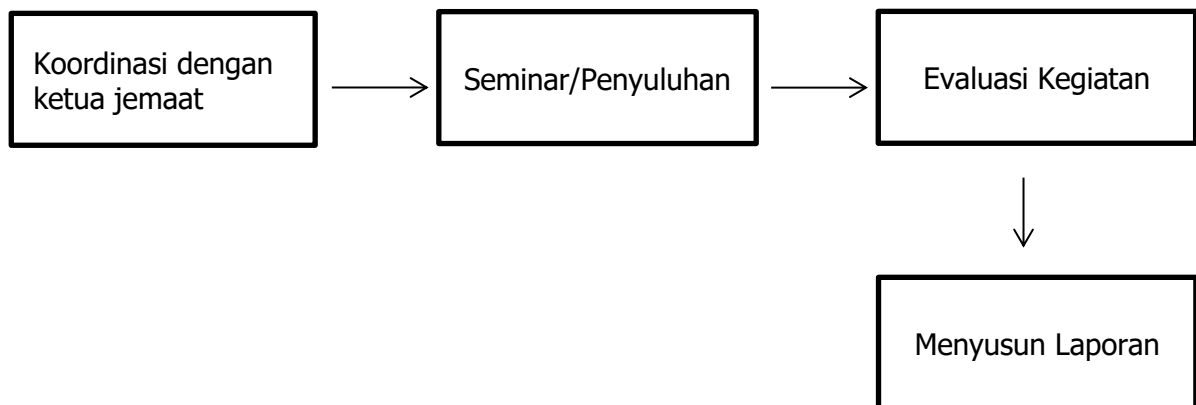 Koordinasi dengan
ketua jemaat
Seminar/Penyuluhan
Evaluasi Kegiatan
Menyusun Laporan